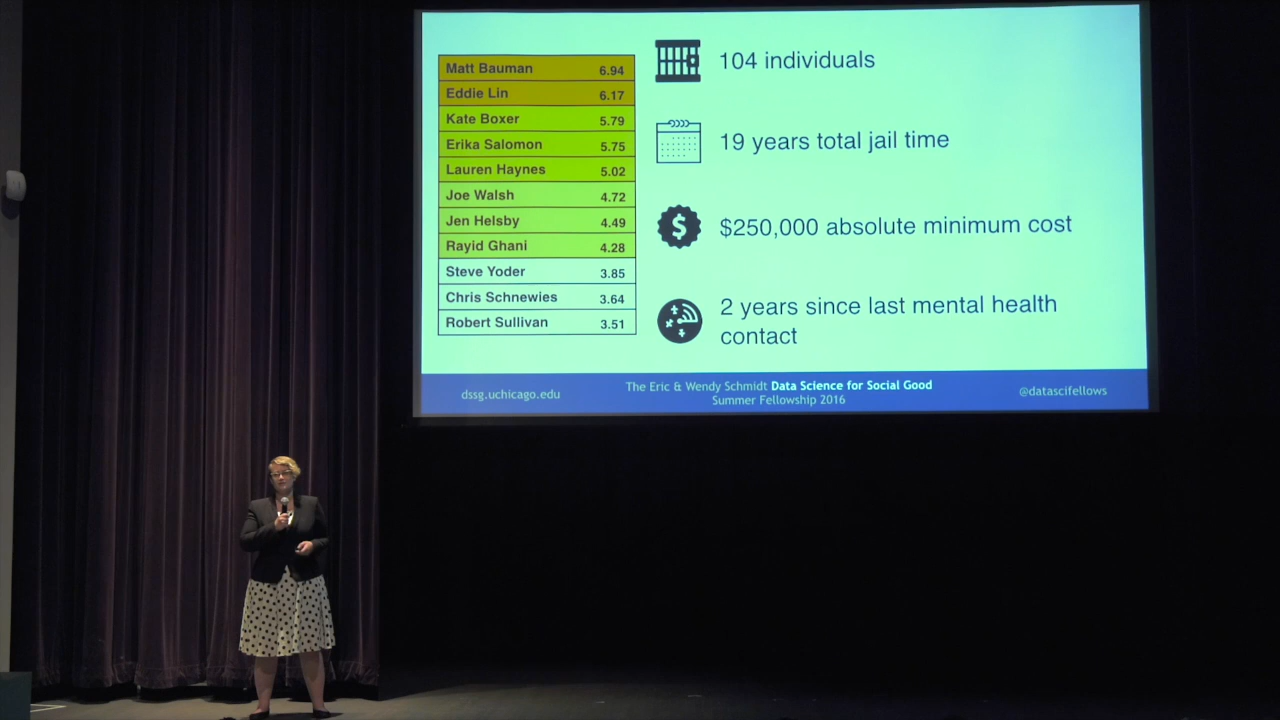 Matt Bauman 6.94
Eddie Lin 6.17
Kate Boxer 5.79
Erika Salomon 5.75
Lauren Haynes 5.02
Joe Walsh 4.72
Jen Helsby 4.49
Rayid Ghani 4.28
Steve Yoder 3.85
Chris Schnewies 3.64
Robert Sullivan 3.51
104 individuals
19 years total jail time
$250,000 absolute minimum cost
2 years since last mental health
contact
dssg.uchicago.edu
The Eric & Wendy Schmidt Data Science for Social Good
Summer Fellowship 2016
@datascifellows